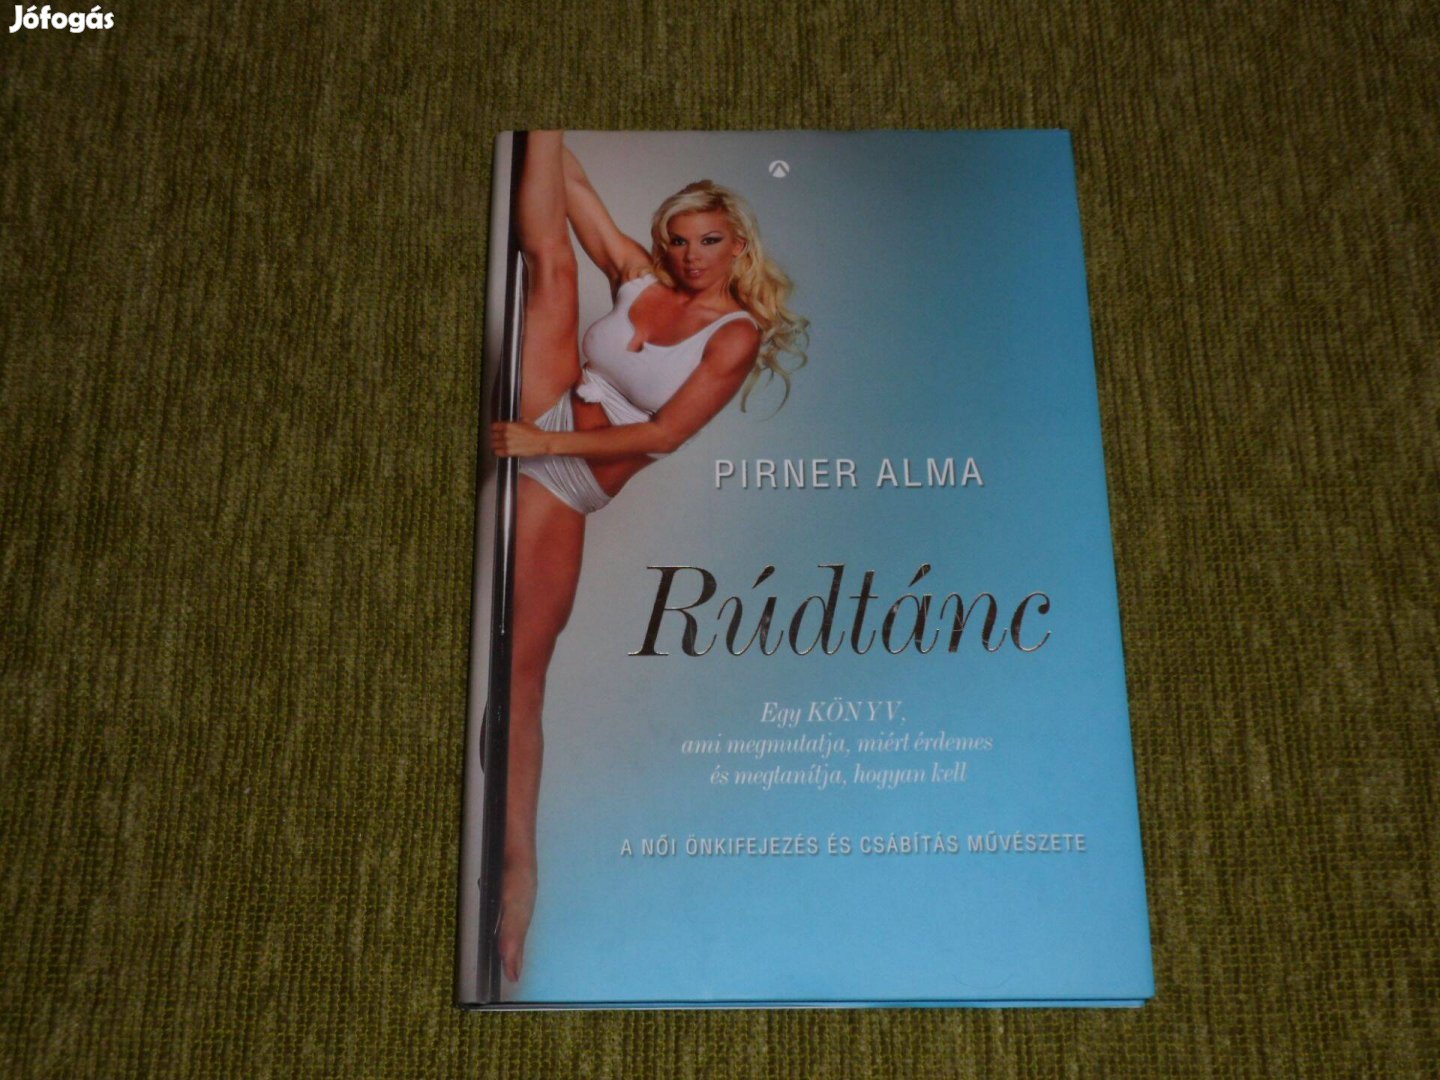 Jófogás
PIRNER ALMA
Rúdtánc
Egy KÖNYV,
ami megmutatja, miért érdemes
és megtanítja, hogyan kell
A NŐI ÖNKIFEJEZÉS ÉS CSÁBÍTÁS MŰVÉSZETE